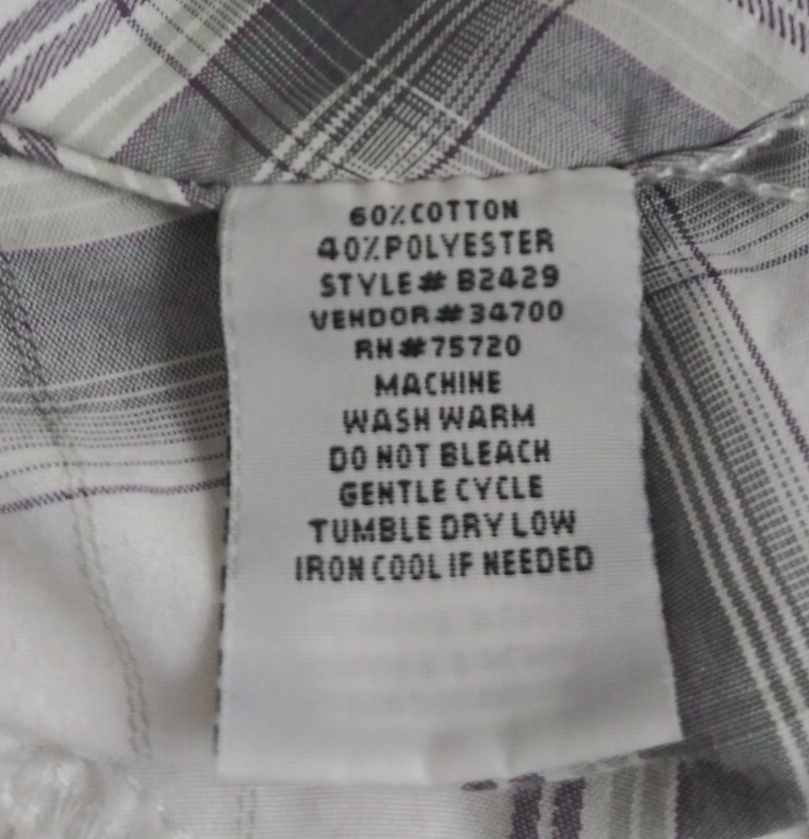 60%COTTON
40%POLYESTER
STYLE# B2429
VENDOR#34700
RN#75720
MACHINE
WASH WARM
DO NOT BLEACH
GENTLE CYCLE
TUMBLE DRY LOW
IRON COOL IF NEEDED